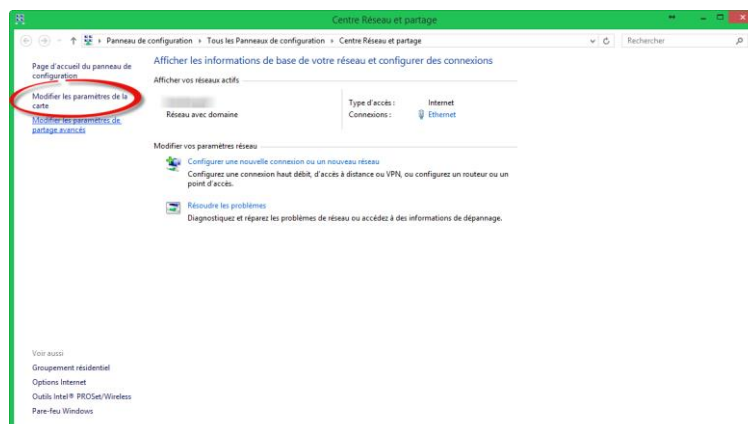 Centre Réseau et partage
Panneau de configuration Tous les Panneaux de configuration Centre Réseau et partage
Rechercher
Page d'accueil du panneau de
configuration
Modifier les paramètres de la
carte
Modifier les paramètres de
partage avancés
Afficher les informations de base de votre réseau et configurer des connexions
Afficher vos réseaux actifs
Réseau avec domaine
Type d'accès : Internet
Connexions : Ethernet
Modifier vos paramètres réseau
Configurer une nouvelle connexion ou un nouveau réseau
Configurez une connexion haut débit, d'accès à distance ou VPN, ou configurez un routeur ou un
point d'accès.
Résoudre les problèmes
Diagnostiquez et réparez les problèmes de réseau ou accédez à des informations de dépannage.
Voir aussi
Groupement résidentiel
Options Internet
Outils Intel® PROSet/Wireless
Pare-feu Windows